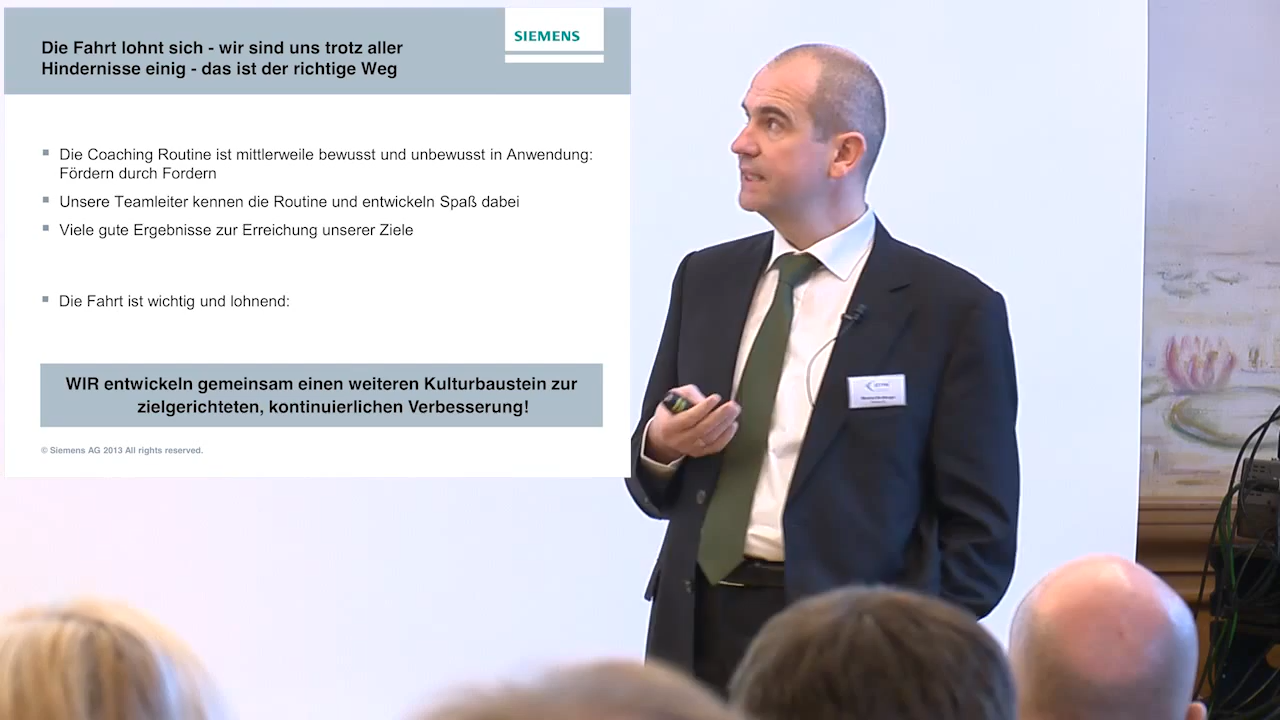 Die Fahrt lohnt sich - wir sind uns trotz aller
Hindernisse einig - das ist der richtige Weg
SIEMENS
▪ Die Coaching Routine ist mittlerweile bewusst und unbewusst in Anwendung:
Fördern durch Fordern
▪ Unsere Teamleiter kennen die Routine und entwickeln Spaß dabei
▪ Viele gute Ergebnisse zur Erreichung unserer Ziele
▪ Die Fahrt ist wichtig und lohnend:
WIR entwickeln gemeinsam einen weiteren Kulturbaustein zur
zielgerichteten, kontinuierlichen Verbesserung!
© Siemens AG 2013 All rights reserved.